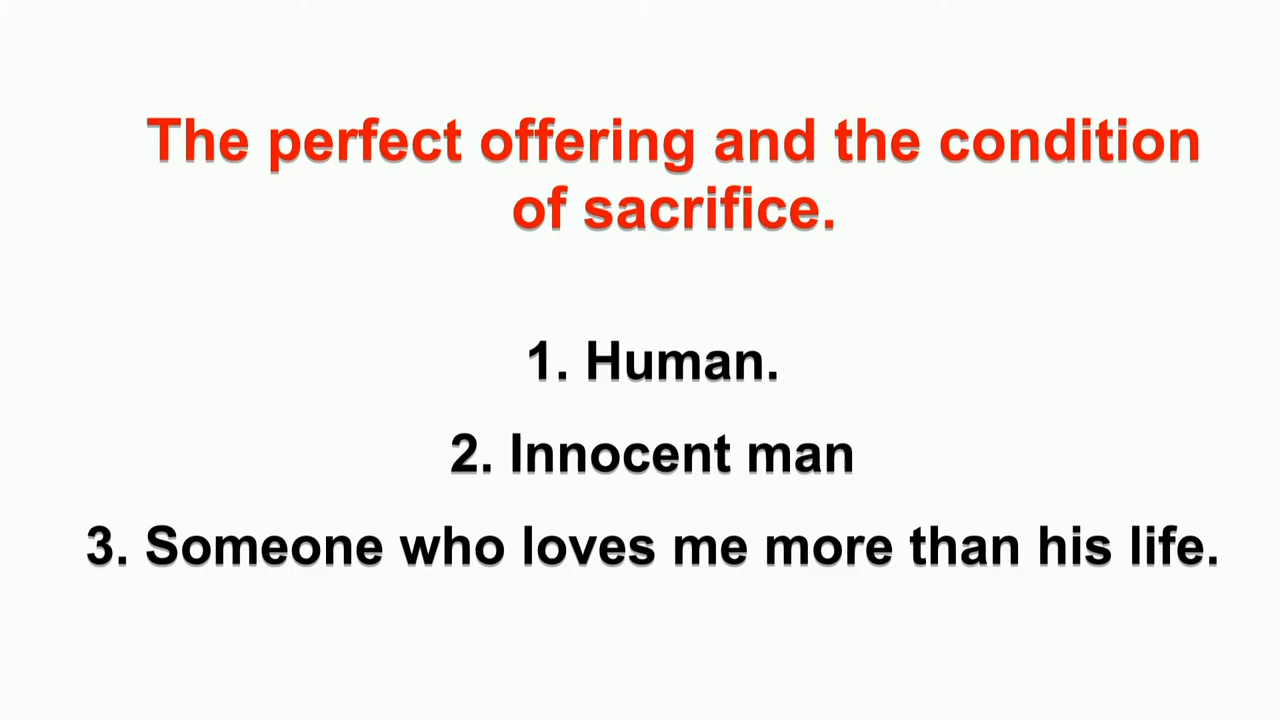 The perfect offering and the condition
of sacrifice.
1. Human.
2. Innocent man
3. Someone who loves me more than his life.